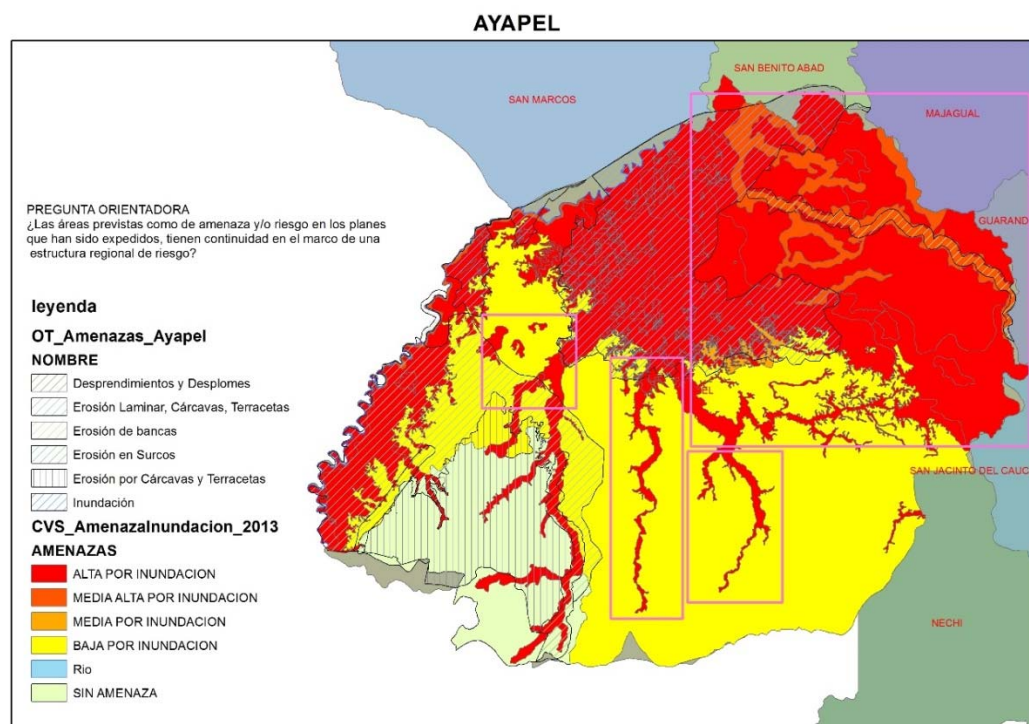 AYAPEL
SAN BENITO ABAD
SAN MARCOS
MAJAGUAL
PREGUNTA ORIENTADORA
¿Las áreas previstas como de amenaza y/o riesgo en los planes
que han sido expedidos, tienen continuidad en el marco de una
estructura regional de riesgo?
GUARAND
leyenda
OT_Amenazas_Ayapel
NOMBRE
Desprendimientos y Desplomes
Erosión Laminar, Cárcavas, Terracetas
Erosión de bancas
Erosión en Surcos
Erosión por Cárcavas y Terracetas
Inundación
SAN JACINTO DEL CAUC
CVS_AmenazaInundacion_2013
AMENAZAS
ALTA POR INUNDACION
MEDIA ALTA POR INUNDACION
MEDIA POR INUNDACION
BAJA POR INUNDACION
Rio
SIN AMENAZA
NECHI